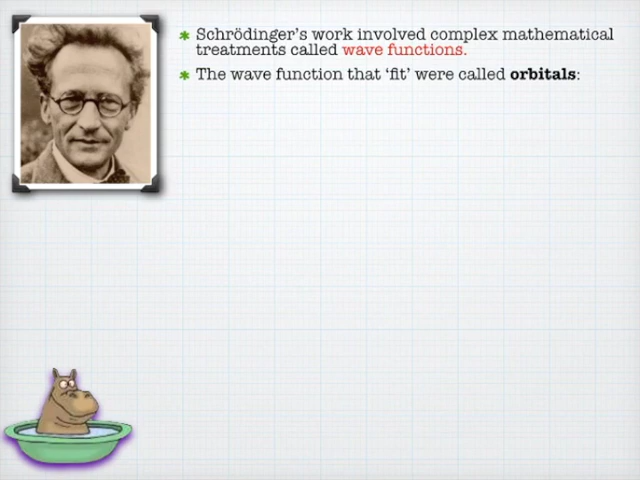 Schrödinger's work involved complex mathematical
treatments called wave functions.
The wave function that ‘fit’ were called orbitals: